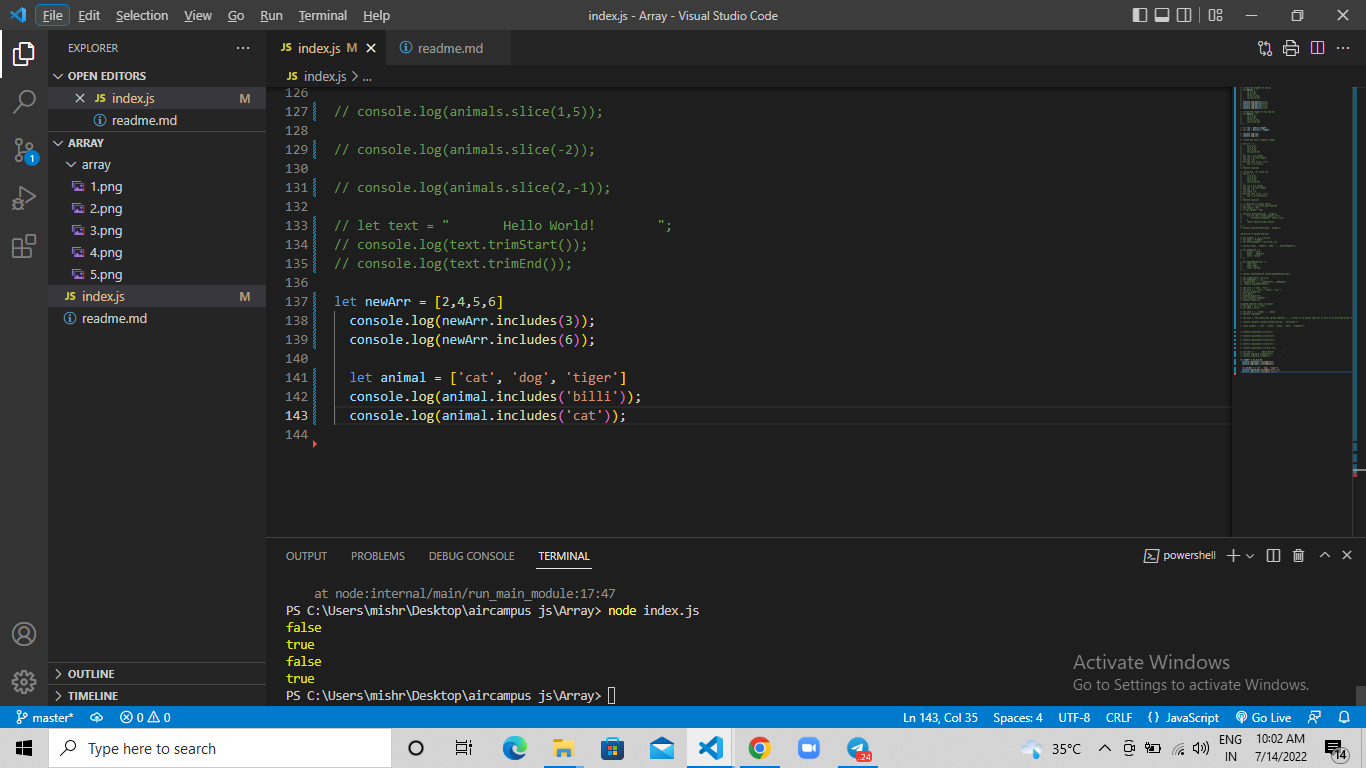 File Edit Selection View Go Run Terminal Help index.js - Array - Visual Studio Code
EXPLORER
OPEN EDITORS
JS index.js M
readme.md
ARRAY
array
1.png
2.png
3.png
4.png
5.png
JS index.js M
readme.md
OUTLINE
TIMELINE
JS index.js M readme.md
JS index.js > ...
126
127 // console.log(animals.slice(1,5));
128
129 // console.log(animals.slice(-2));
130
131 // console.log(animals.slice(2,-1));
132
133 // let text = "       Hello World!        ";
134 // console.log(text.trimStart());
135 // console.log(text.trimEnd());
136
137 let newArr = [2,4,5,6]
138   console.log(newArr.includes(3));
139   console.log(newArr.includes(6));
140
141   let animal = ['cat', 'dog', 'tiger']
142   console.log(animal.includes('billi'));
143   console.log(animal.includes('cat'));
144
OUTPUT PROBLEMS DEBUG CONSOLE TERMINAL powershell
at node:internal/main/run_main_module:17:47
PS C:\Users\mishr\Desktop\aircampus js\Array> node index.js
false
true
false
true
PS C:\Users\mishr\Desktop\aircampus js\Array>
Activate Windows
Go to Settings to activate Windows.
master* 0 0 Ln 143, Col 35 Spaces: 4 UTF-8 CRLF {} JavaScript Go Live
Type here to search
35°C
ENG
IN
10:02 AM
7/14/2022
14
1
.24